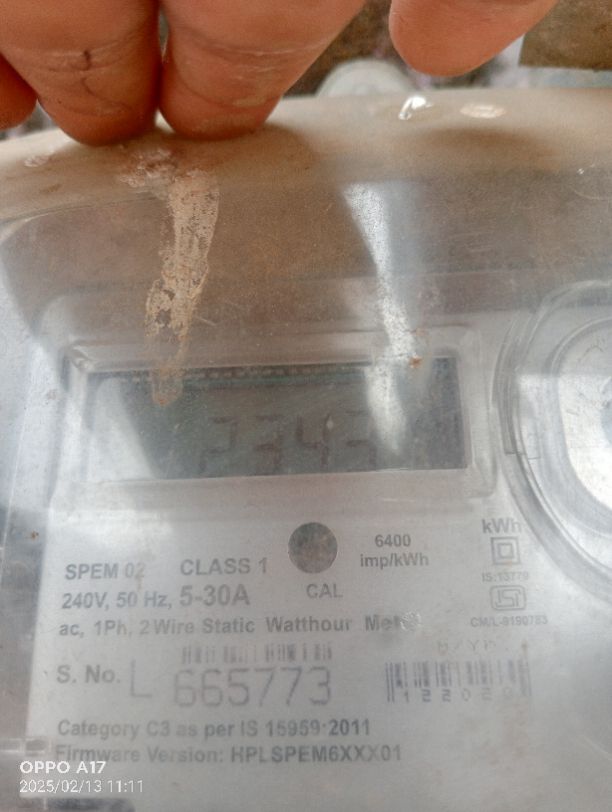 2343
6400
imp/kWh
kWh
SPEM 02 CLASS 1
CAL
IS:13779
240V, 50 Hz, 5-30A
ac, 1Ph, 2 Wire Static Watthour
CM/L-9190783
S. No. L 665773
Category C3 as per IS 15959:2011
Firmware Version: HPLSPEM6XXX01
OPPO A17
2025/02/13 11:11